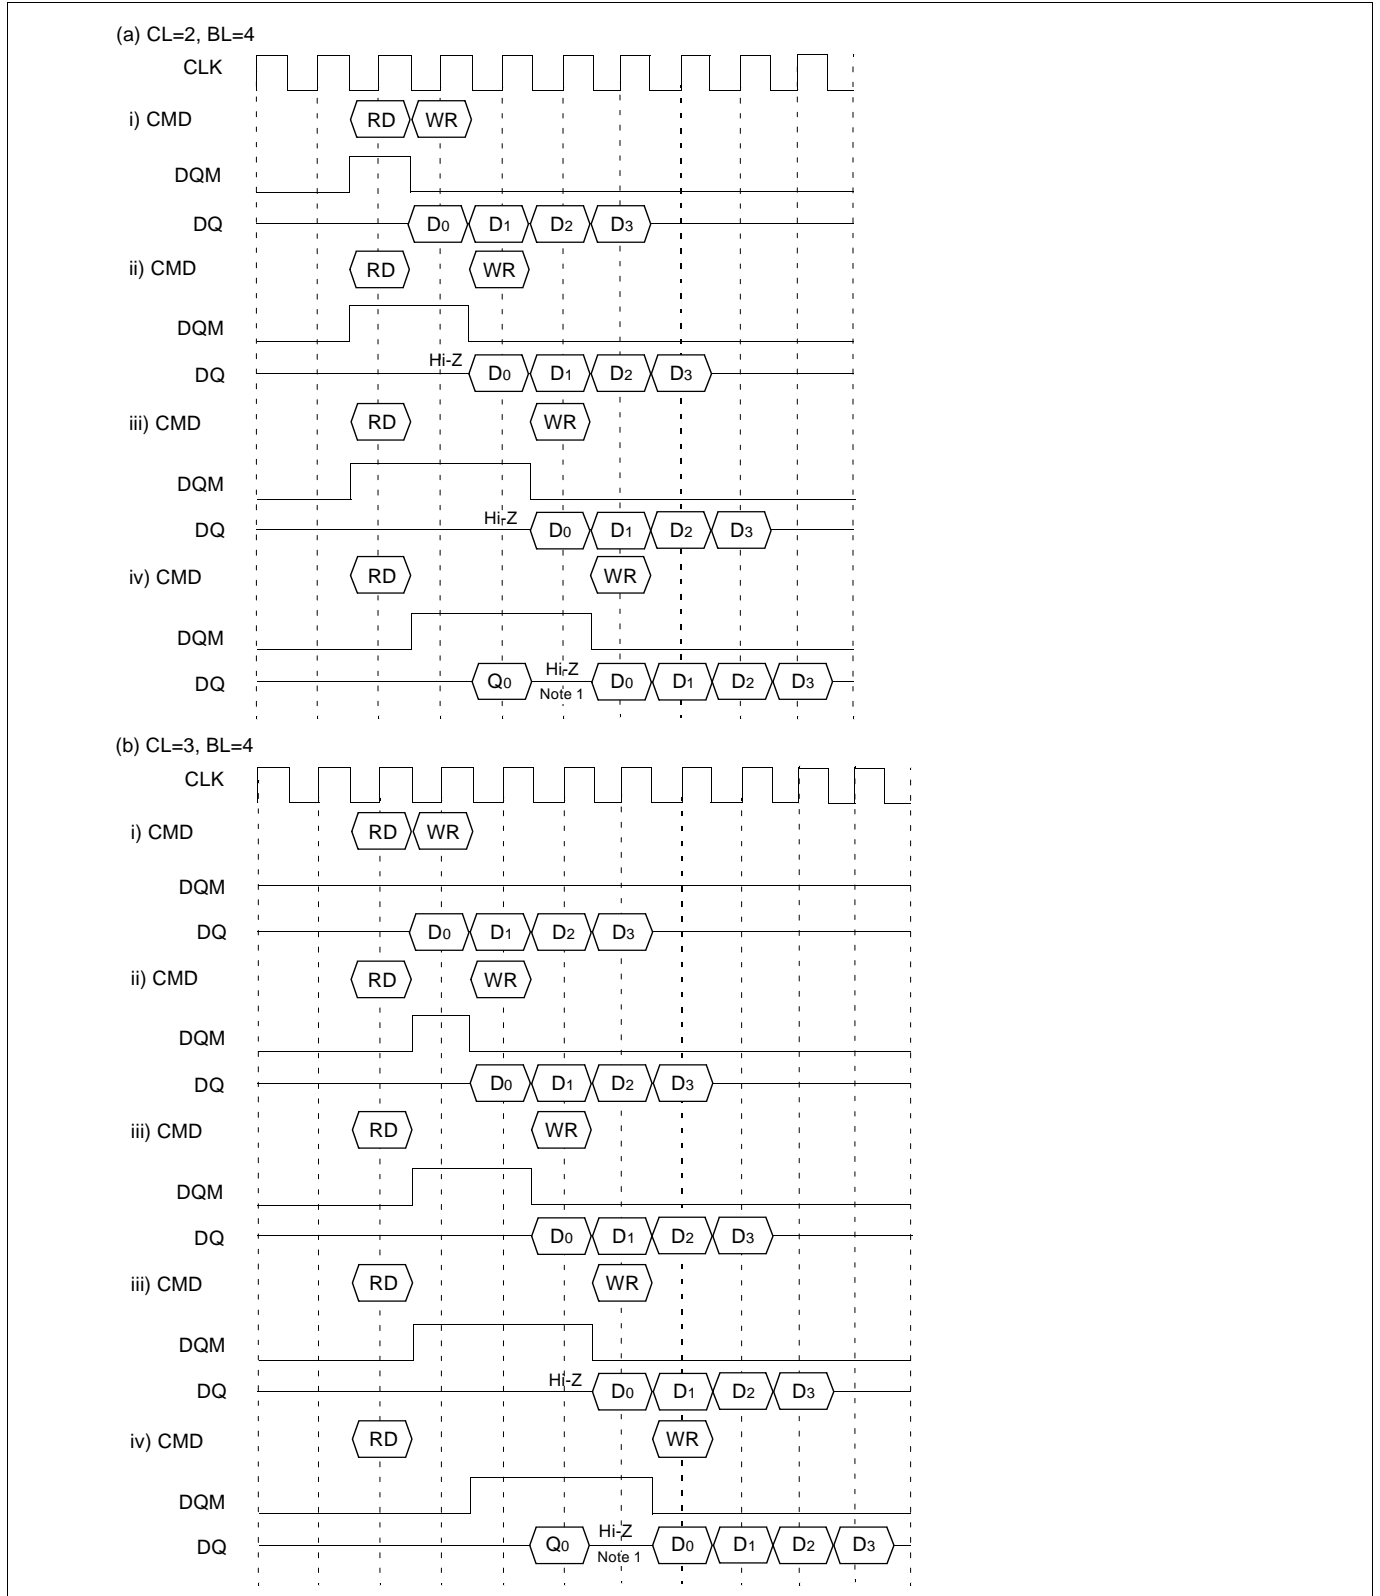 (a) CL=2, BL=4
CLK
i) CMD RD WR
DQM
DQ D0 D1 D2 D3
ii) CMD RD WR
DQM
Hi-Z
DQ D0 D1 D2 D3
iii) CMD RD WR
DQM
Hi-Z
DQ D0 D1 D2 D3
iv) CMD RD WR
DQM
Hi-Z
DQ Q0 D0 D1 D2 D3
Note 1
(b) CL=3, BL=4
CLK
i) CMD RD WR
DQM
DQ D0 D1 D2 D3
ii) CMD RD WR
DQM
DQ D0 D1 D2 D3
iii) CMD RD WR
DQM
DQ D0 D1 D2 D3
iii) CMD RD WR
DQM
Hi-Z
DQ D0 D1 D2 D3
iv) CMD RD WR
DQM
Hi-Z
DQ Q0 D0 D1 D2 D3
Note 1